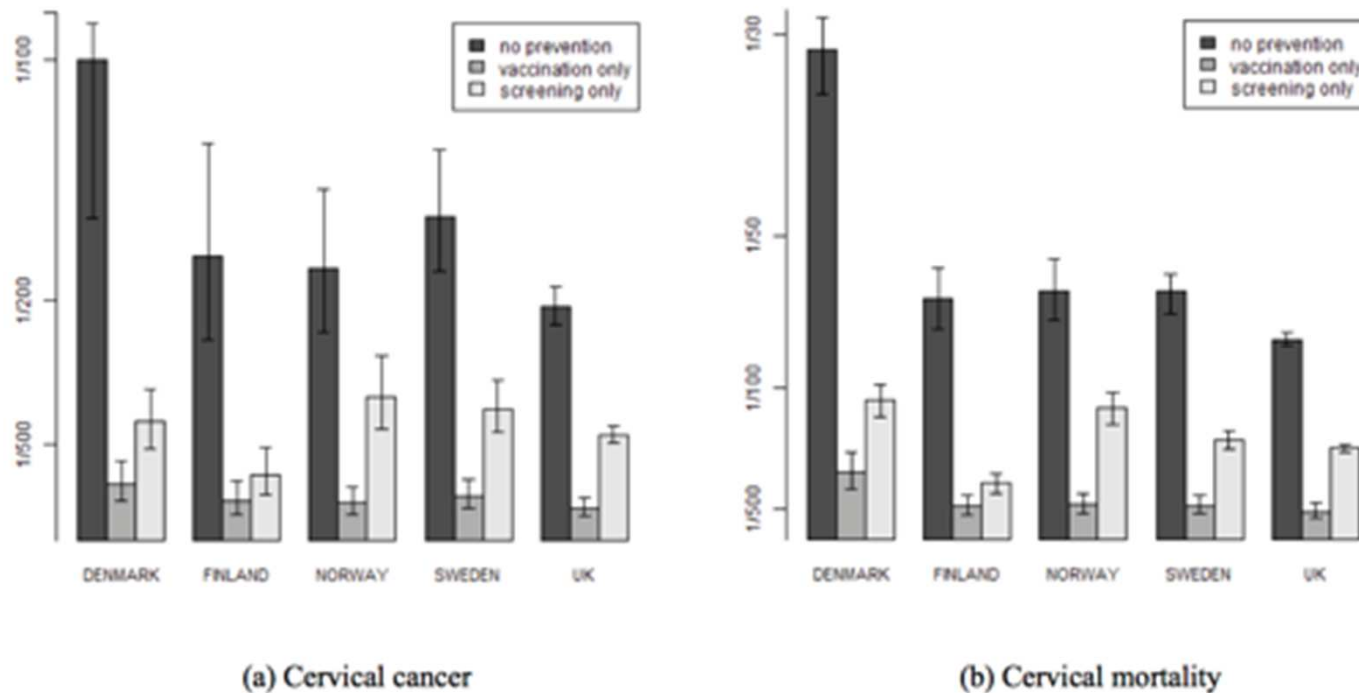 1/100
1/200
1/500
no prevention
vaccination only
screening only
DENMARK FINLAND NORWAY SWEDEN UK
(a) Cervical cancer
1/30
1/50
1/100
1/500
no prevention
vaccination only
screening only
DENMARK FINLAND NORWAY SWEDEN UK
(b) Cervical mortality